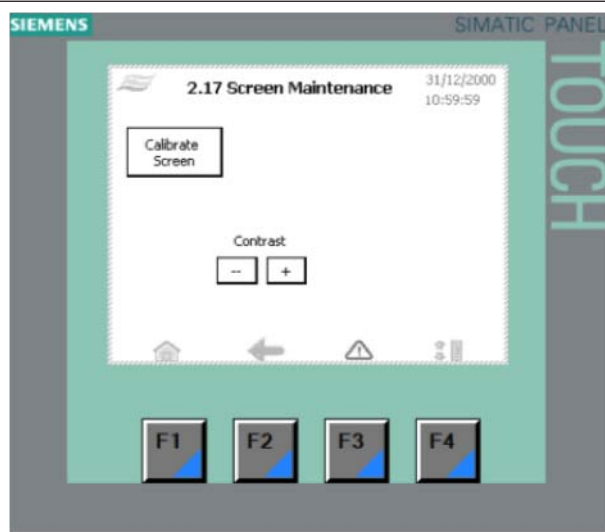 SIEMENS
SIMATIC PANEL
TOUCH
2.17 Screen Maintenance
31/12/2000
10:59:59
Calibrate
Screen
Contrast
-- +
F1 F2 F3 F4